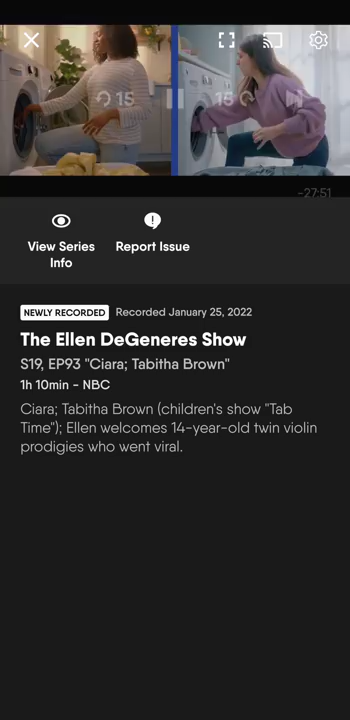 15
15
-27:51
View Series
Info
Report Issue
NEWLY RECORDED Recorded January 25, 2022
The Ellen DeGeneres Show
S19, EP93 "Ciara; Tabitha Brown"
1h 10min - NBC
Ciara; Tabitha Brown (children's show "Tab
Time"); Ellen welcomes 14-year-old twin violin
prodigies who went viral.